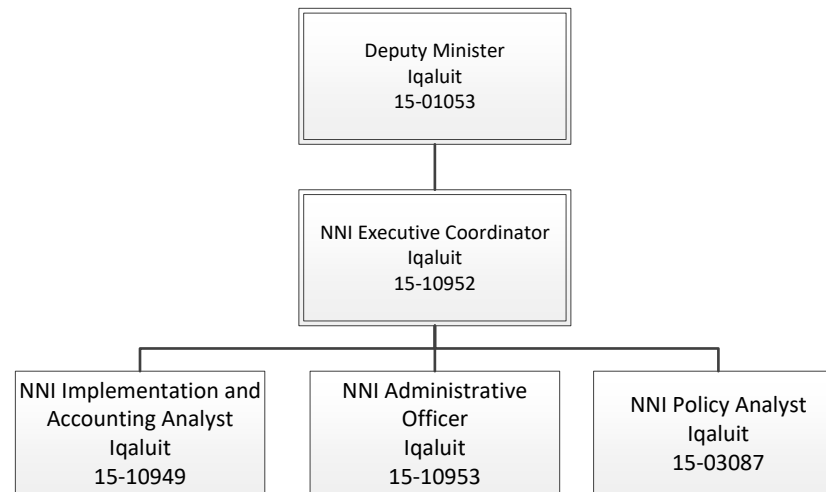 Deputy Minister
Iqaluit
15-01053
NNI Executive Coordinator
Iqaluit
15-10952
NNI Implementation and
Accounting Analyst
Iqaluit
15-10949
NNI Administrative
Officer
Iqaluit
15-10953
NNI Policy Analyst
Iqaluit
15-03087